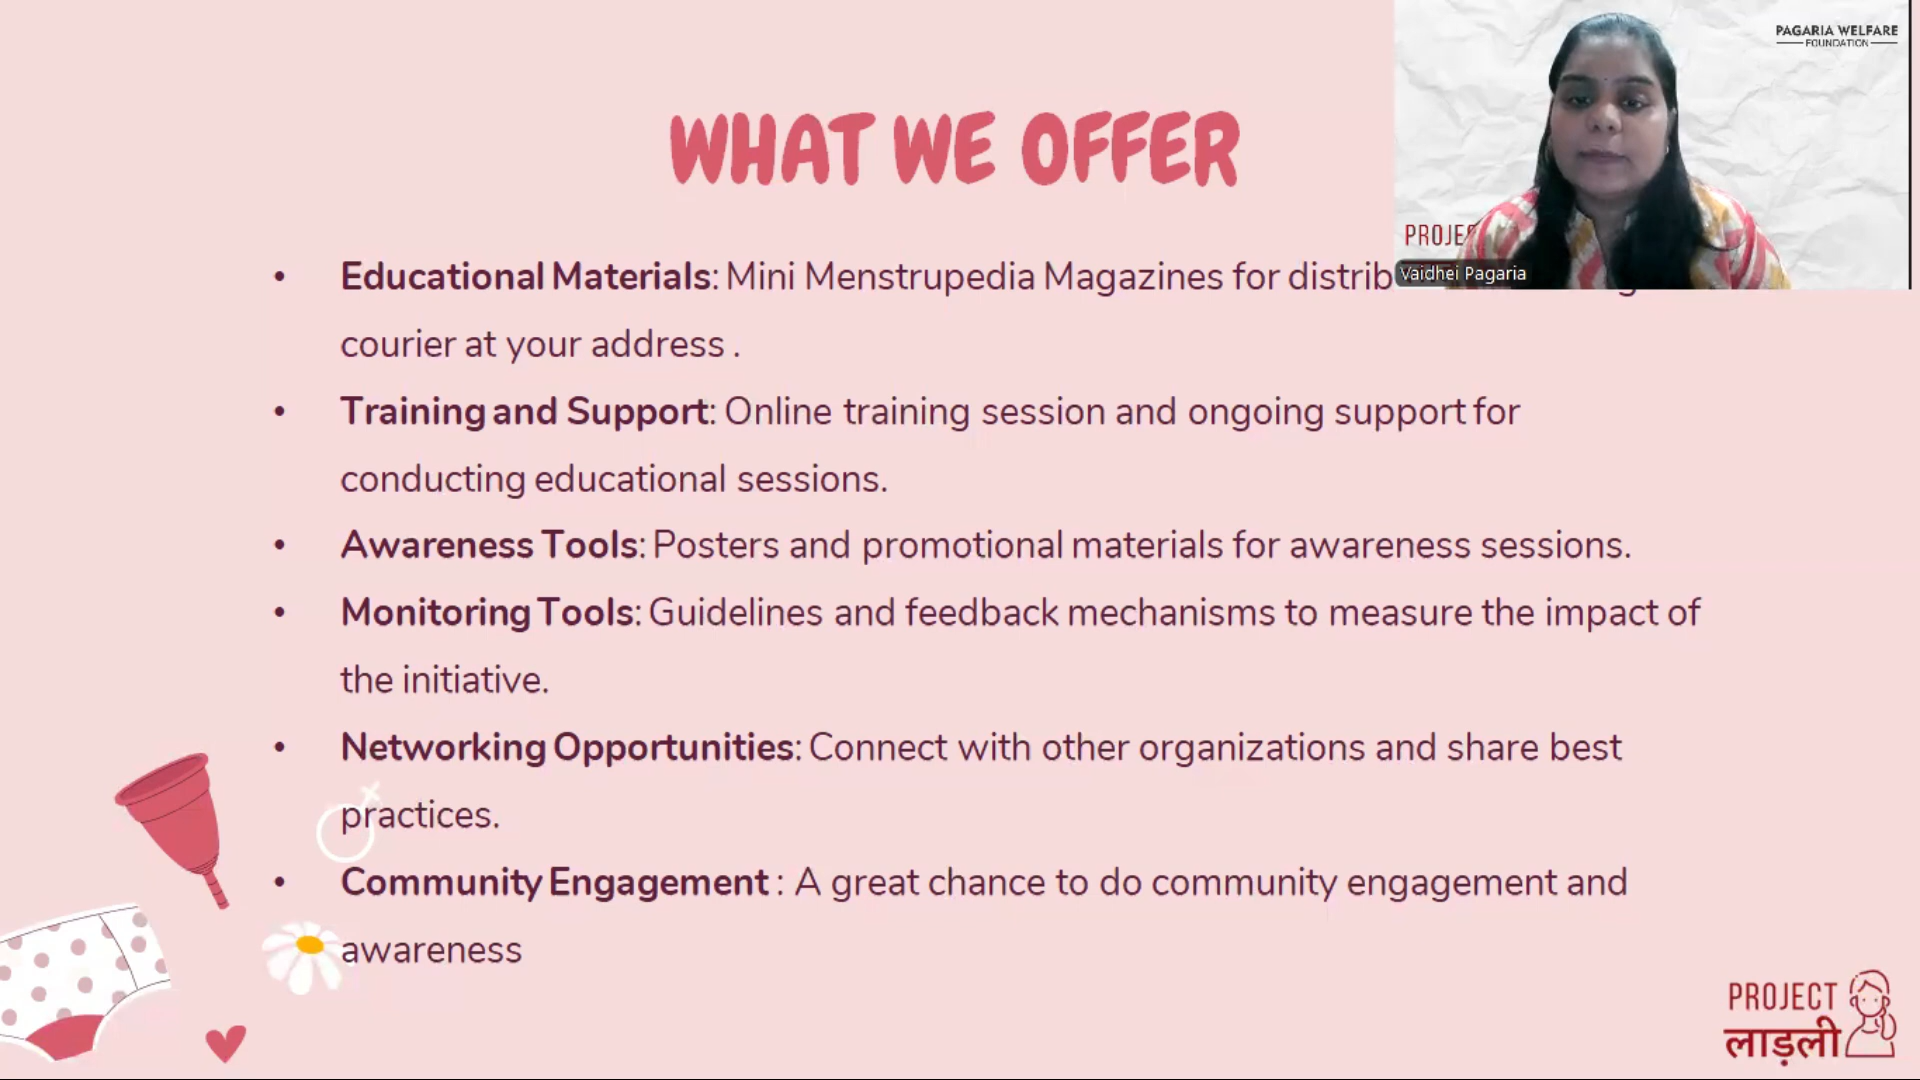 WHAT WE OFFER
PAGARIA WELFARE
FOUNDATION
PROJEC
Vaidhei Pagaria
• Educational Materials: Mini Menstrupedia Magazines for distrib
courier at your address .
• Training and Support: Online training session and ongoing support for
conducting educational sessions.
• Awareness Tools: Posters and promotional materials for awareness sessions.
• Monitoring Tools: Guidelines and feedback mechanisms to measure the impact of
the initiative.
• Networking Opportunities: Connect with other organizations and share best
practices.
• Community Engagement : A great chance to do community engagement and
awareness
PROJECT
लाड़ली